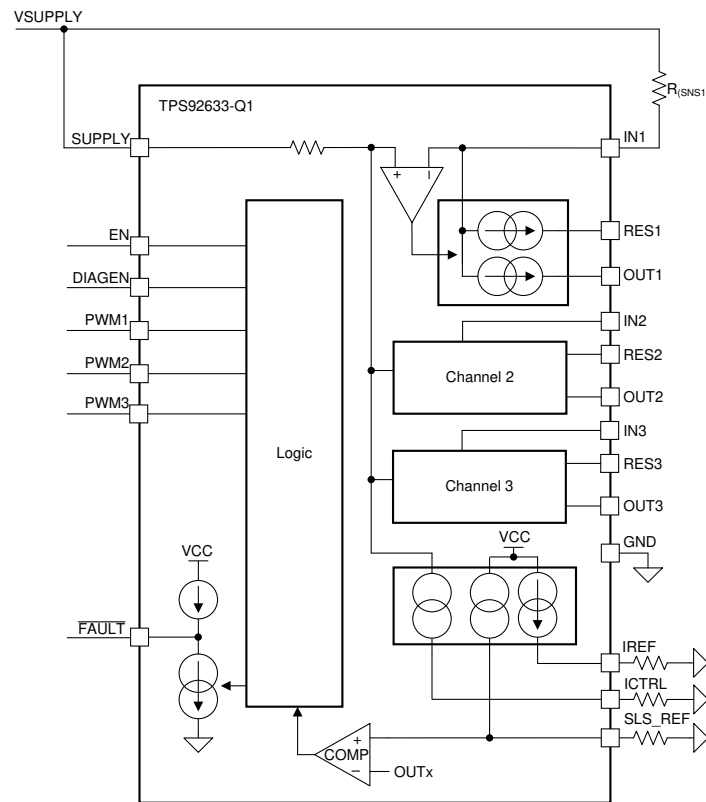 VSUPPLY
TPS92633-Q1
R(SNS1
SUPPLY
IN1
+
–
EN
RES1
DIAGEN
OUT1
PWM1
IN2
PWM2
RES2
Channel 2
OUT2
PWM3
IN3
Logic
RES3
Channel 3
OUT3
VCC
GND
VCC
FAULT
IREF
ICTRL
SLS_REF
+
COMP
–
OUTx